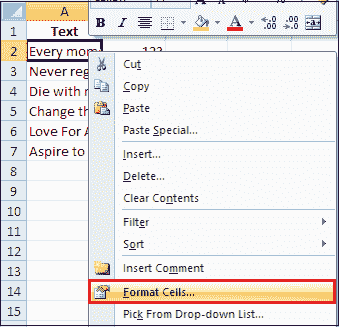 B I
A
1 Text
2 Every mom 123
3 Never reg
4 Die with
5 Change th
6 Love For A
7 Aspire to
8
9
10
11
12
13
14
15
Cut
Copy
Paste
Paste Special...
Insert...
Delete...
Clear Contents
Filter
Sort
Insert Comment
Format Cells...
Pick From Drop-down List...